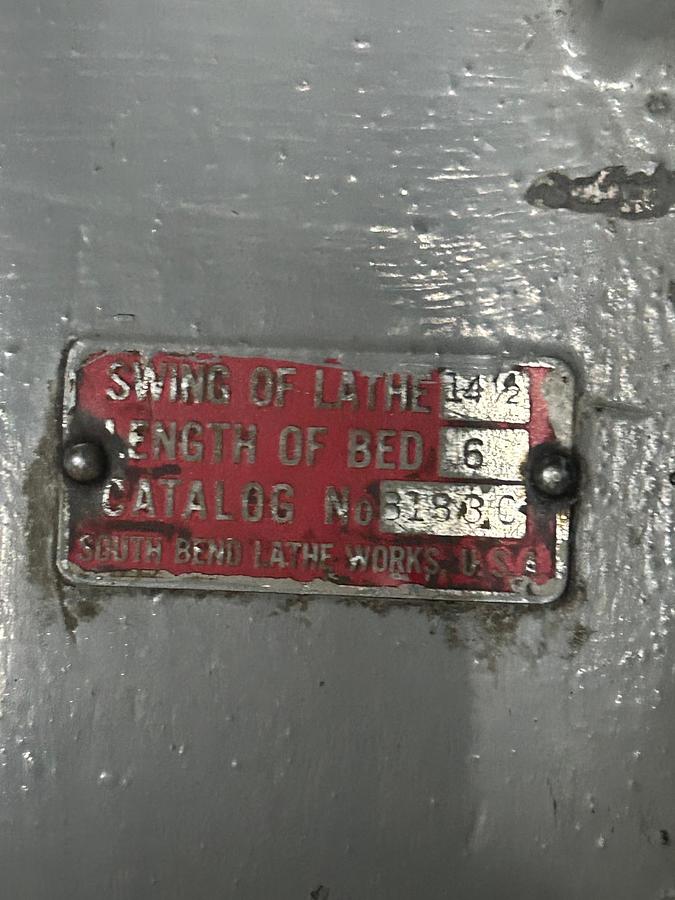 SWING OF LATHE 14½
LENGTH OF BED 6
CATALOG No 8183C
SOUTH BEND LATHE WORKS, U.S.A